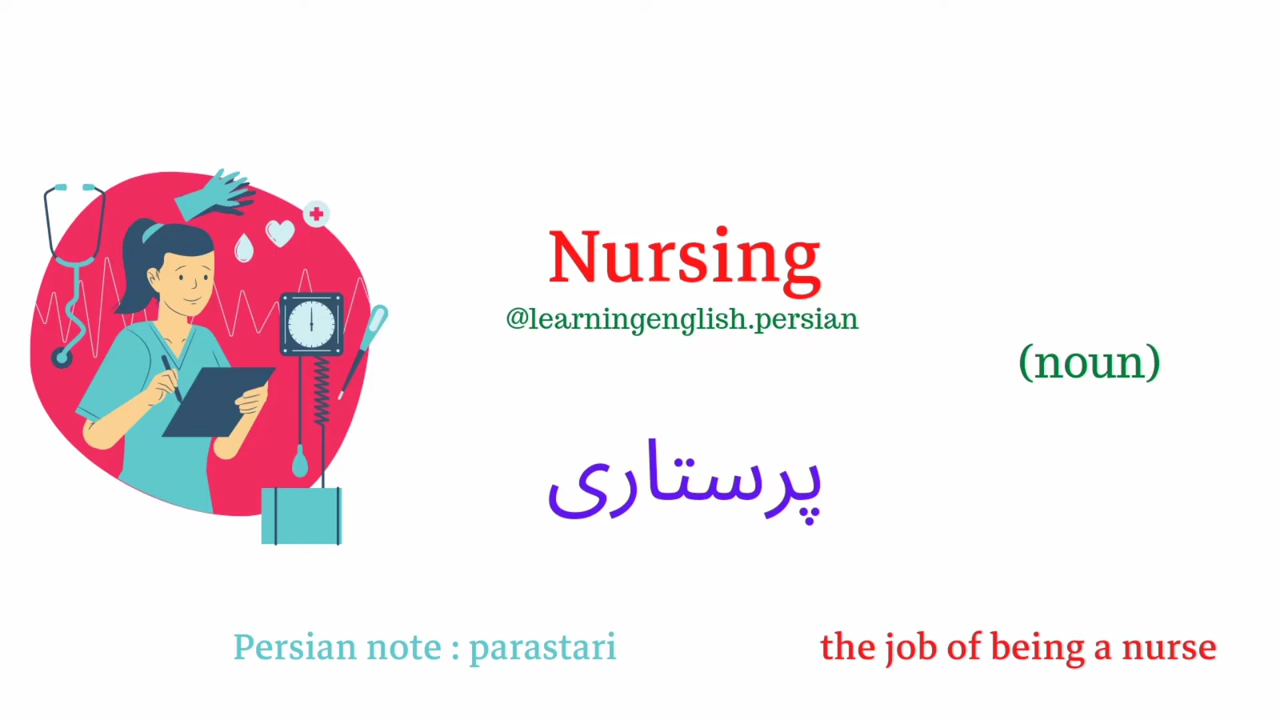 Nursing
@learningenglish.persian
(noun)
پرستاری
Persian note : parastari
the job of being a nurse